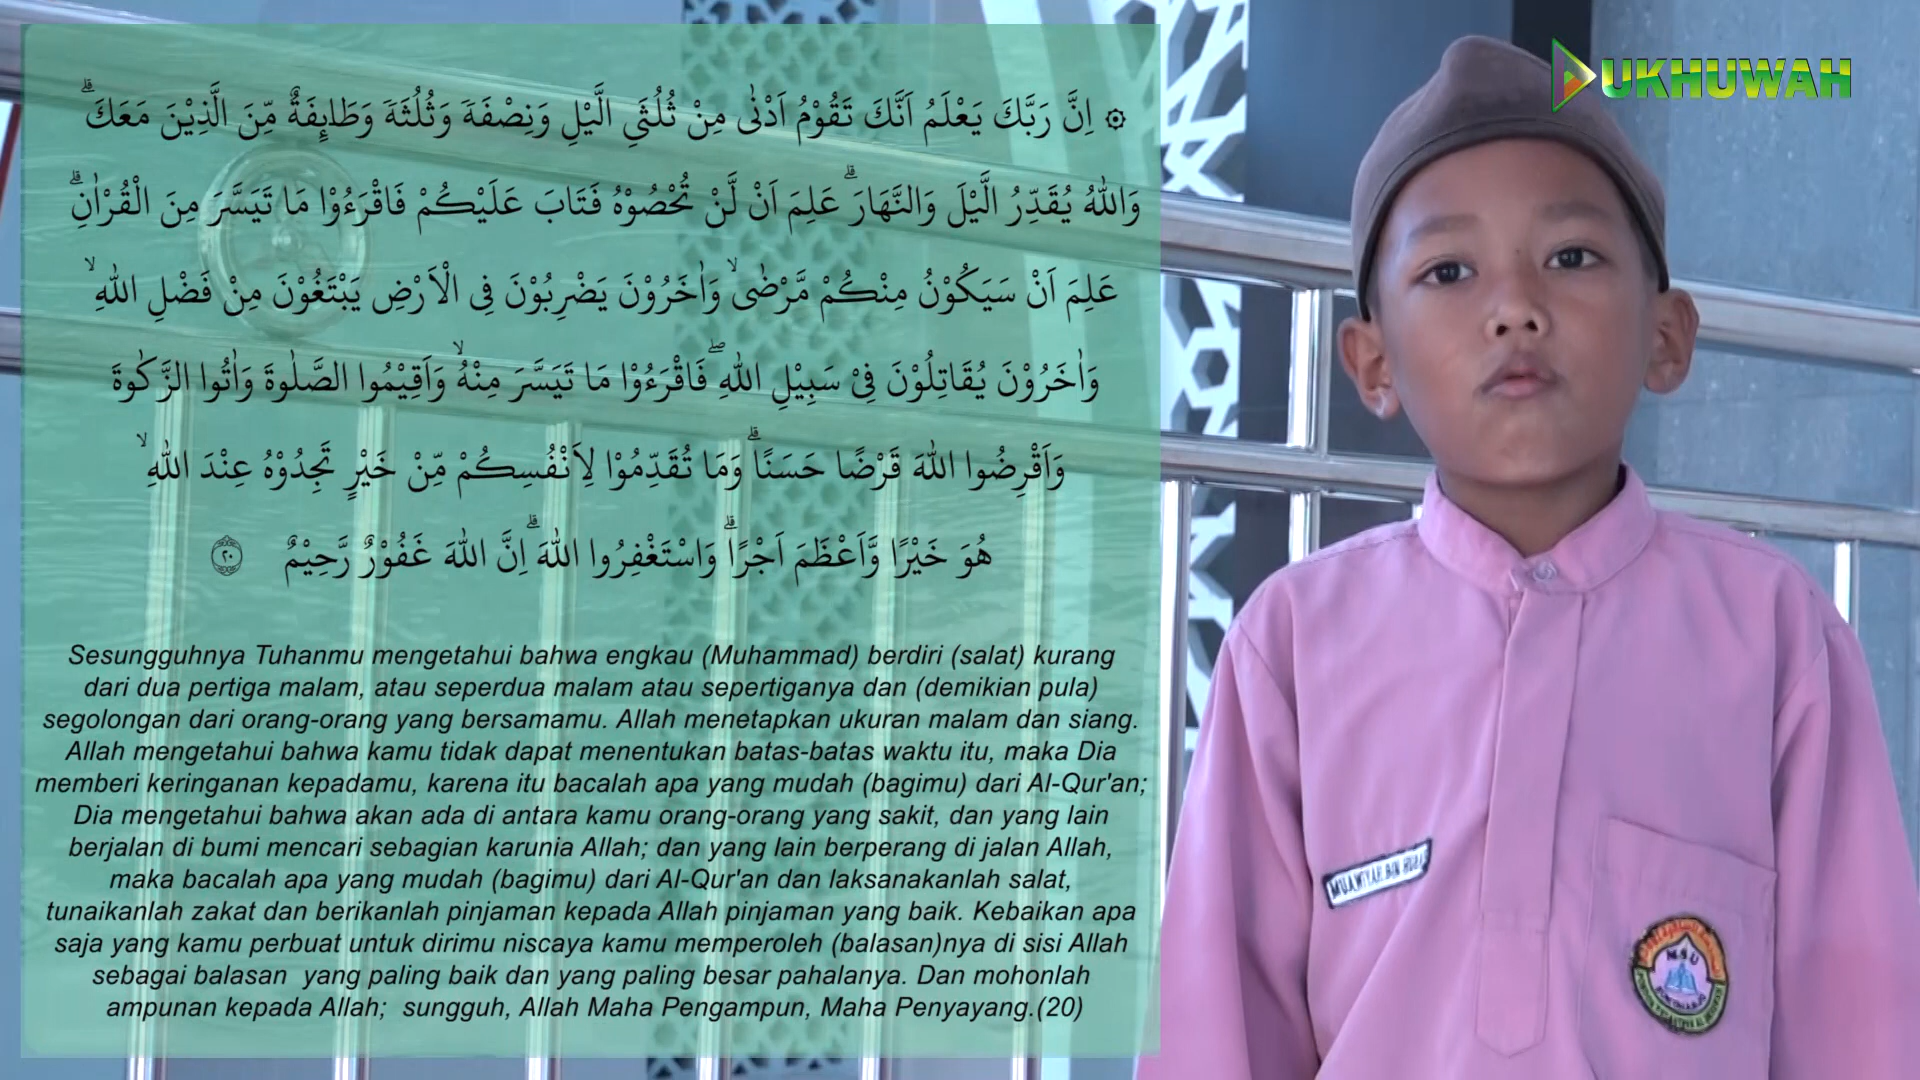 ۞ اِنَّ رَبَّكَ يَعْلَمُ اَنَّكَ تَقُوْمُ اَدْنٰى مِنْ ثُلُثَيِ الَّيْلِ وَنِصْفَهٗ وَثُلُثَهٗ وَطَاۤىِٕفَةٌ مِّنَ الَّذِيْنَ مَعَكَۗ
وَاللّٰهُ يُقَدِّرُ الَّيْلَ وَالنَّهَارَۗ عَلِمَ اَنْ لَّنْ تُحْصُوْهُ فَتَابَ عَلَيْكُمْ فَاقْرَءُوْا مَا تَيَسَّرَ مِنَ الْقُرْاٰنِۗ
عَلِمَ اَنْ سَيَكُوْنُ مِنْكُمْ مَّرْضٰىۙ وَاٰخَرُوْنَ يَضْرِبُوْنَ فِى الْاَرْضِ يَبْتَغُوْنَ مِنْ فَضْلِ اللّٰهِ ۙ
وَاٰخَرُوْنَ يُقَاتِلُوْنَ فِيْ سَبِيْلِ اللّٰهِ ۖفَاقْرَءُوْا مَا تَيَسَّرَ مِنْهُۙ وَاَقِيْمُوا الصَّلٰوةَ وَاٰتُوا الزَّكٰوةَ
وَاَقْرِضُوا اللّٰهَ قَرْضًا حَسَنًاۗ وَمَا تُقَدِّمُوْا لِاَنْفُسِكُمْ مِّنْ خَيْرٍ تَجِدُوْهُ عِنْدَ اللّٰهِ ۙ
هُوَ خَيْرًا وَّاَعْظَمَ اَجْرًاۗ وَاسْتَغْفِرُوا اللّٰهَ ۗاِنَّ اللّٰهَ غَفُوْرٌ رَّحِيْمٌ ۝٢٠
Sesungguhnya Tuhanmu mengetahui bahwa engkau (Muhammad) berdiri (salat) kurang
dari dua pertiga malam, atau seperdua malam atau sepertiganya dan (demikian pula)
segolongan dari orang-orang yang bersamamu. Allah menetapkan ukuran malam dan siang.
Allah mengetahui bahwa kamu tidak dapat menentukan batas-batas waktu itu, maka Dia
memberi keringanan kepadamu, karena itu bacalah apa yang mudah (bagimu) dari Al-Qur'an;
Dia mengetahui bahwa akan ada di antara kamu orang-orang yang sakit, dan yang lain
berjalan di bumi mencari sebagian karunia Allah; dan yang lain berperang di jalan Allah,
maka bacalah apa yang mudah (bagimu) dari Al-Qur'an dan laksanakanlah salat,
tunaikanlah zakat dan berikanlah pinjaman kepada Allah pinjaman yang baik. Kebaikan apa
saja yang kamu perbuat untuk dirimu niscaya kamu memperoleh (balasan)nya di sisi Allah
sebagai balasan  yang paling baik dan yang paling besar pahalanya. Dan mohonlah
ampunan kepada Allah;  sungguh, Allah Maha Pengampun, Maha Penyayang.(20)
UKHUWAH
MUAWIYAH BIN
MSU